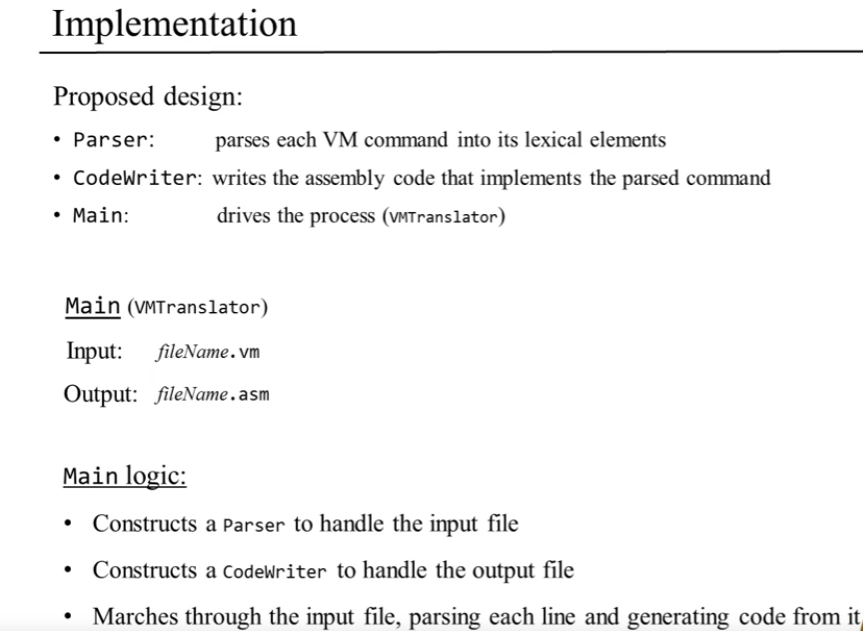 Implementation
Proposed design:
• Parser: parses each VM command into its lexical elements
• CodeWriter: writes the assembly code that implements the parsed command
• Main: drives the process (VMTranslator)
Main (VMTranslator)
Input: fileName.vm
Output: fileName.asm
Main logic:
• Constructs a Parser to handle the input file
• Constructs a CodeWriter to handle the output file
• Marches through the input file, parsing each line and generating code from it